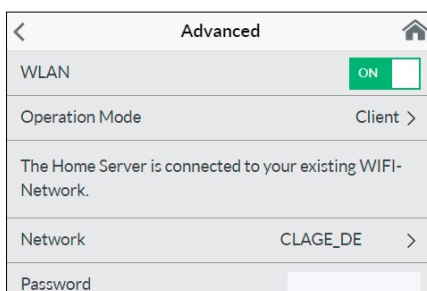 Advanced
WLAN ON
Operation Mode Client >
The Home Server is connected to your existing WIFI-
Network.
Network CLAGE_DE >
Password